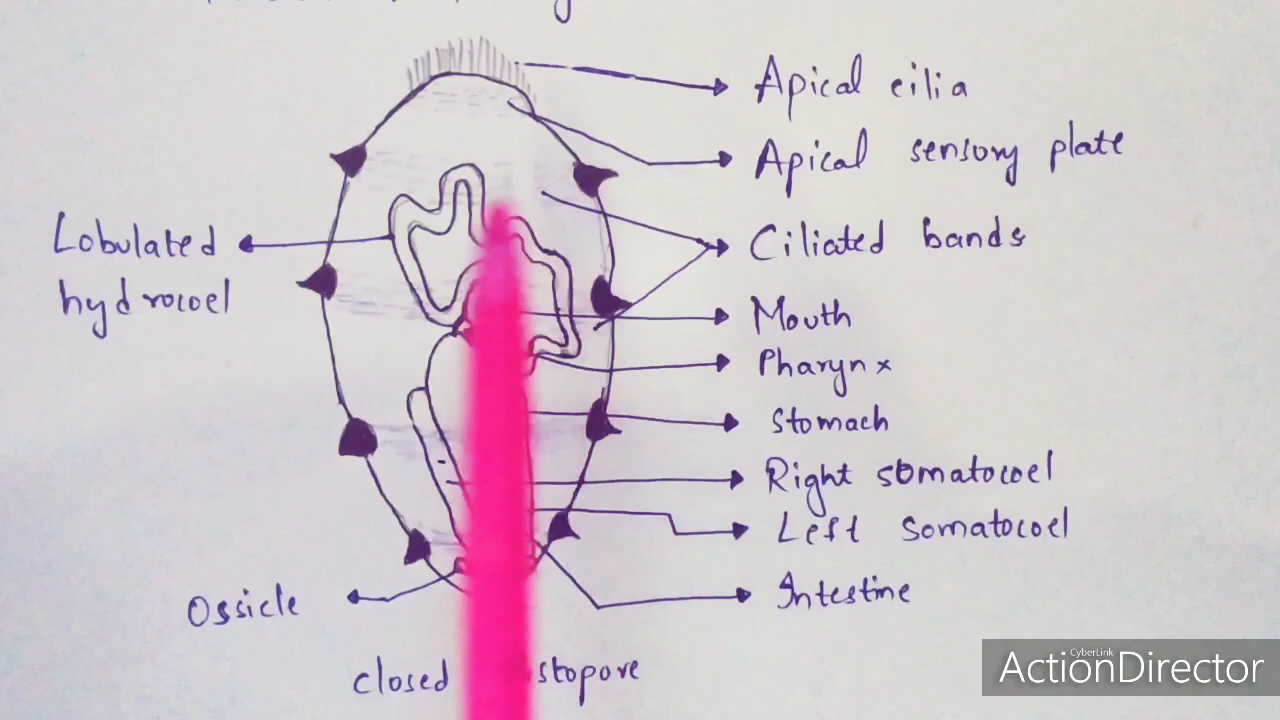 Apical cilia
Apical sensory plate
Lobulated
hydrocoel
Ciliated bands
Mouth
Pharynx
Stomach
Right somatocoel
Left somatocoel
Intestine
Ossicle
closed stopore
CyberLink
ActionDirector